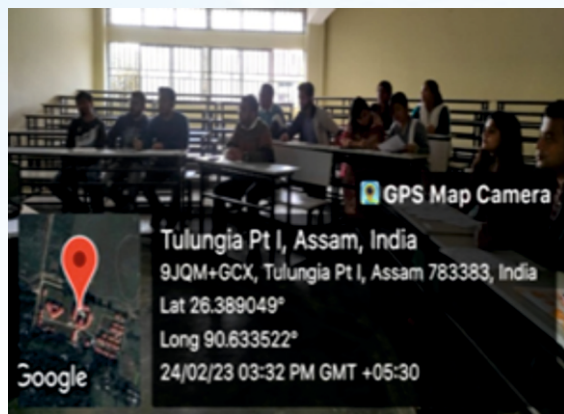 GPS Map Camera
Tulungia Pt I, Assam, India
9JQM+GCX, Tulungia Pt I, Assam 783383, India
Lat 26.389049°
Long 90.633522°
24/02/23 03:32 PM GMT +05:30
Google